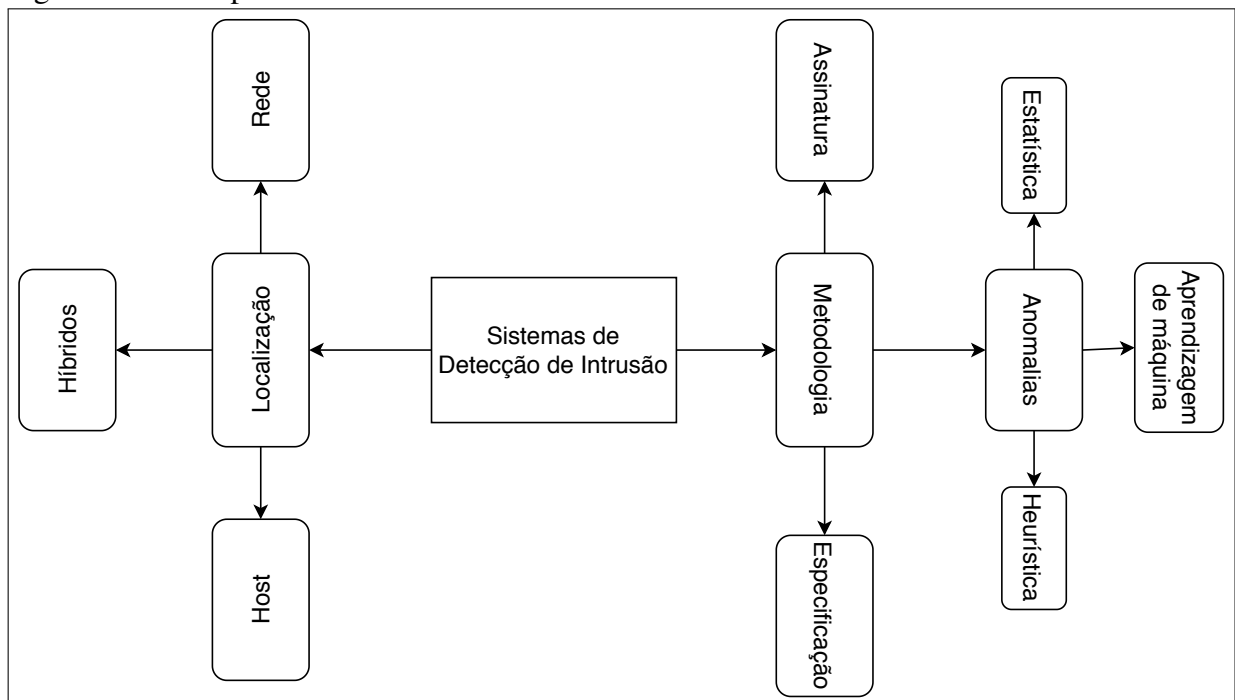 Rede
Assinatura
Estatística
Híbridos
Localização
Sistemas de
Detecção de Intrusão
Metodologia
Anomalias
Aprendizagem
de máquina
Host
Especificação
Heurística